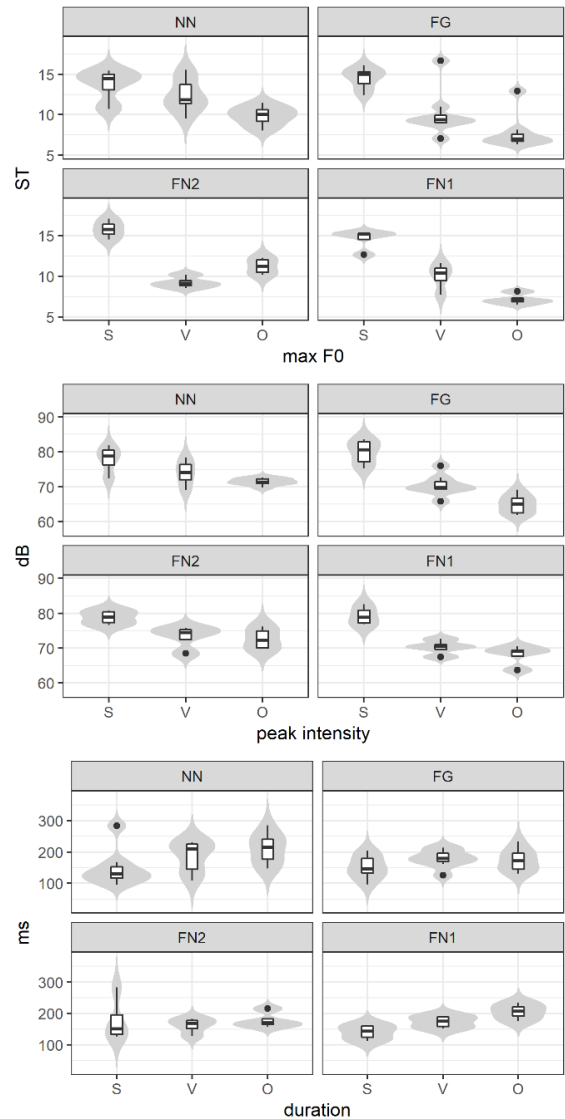 NN FG
15
10
5
FN2 FN1
15
10
5
ST
S V O S V O
max F0
NN FG
90
80
70
60
FN2 FN1
90
80
70
60
dB
S V O S V O
peak intensity
NN FG
300
200
100
FN2 FN1
300
200
100
ms
S V O S V O
duration